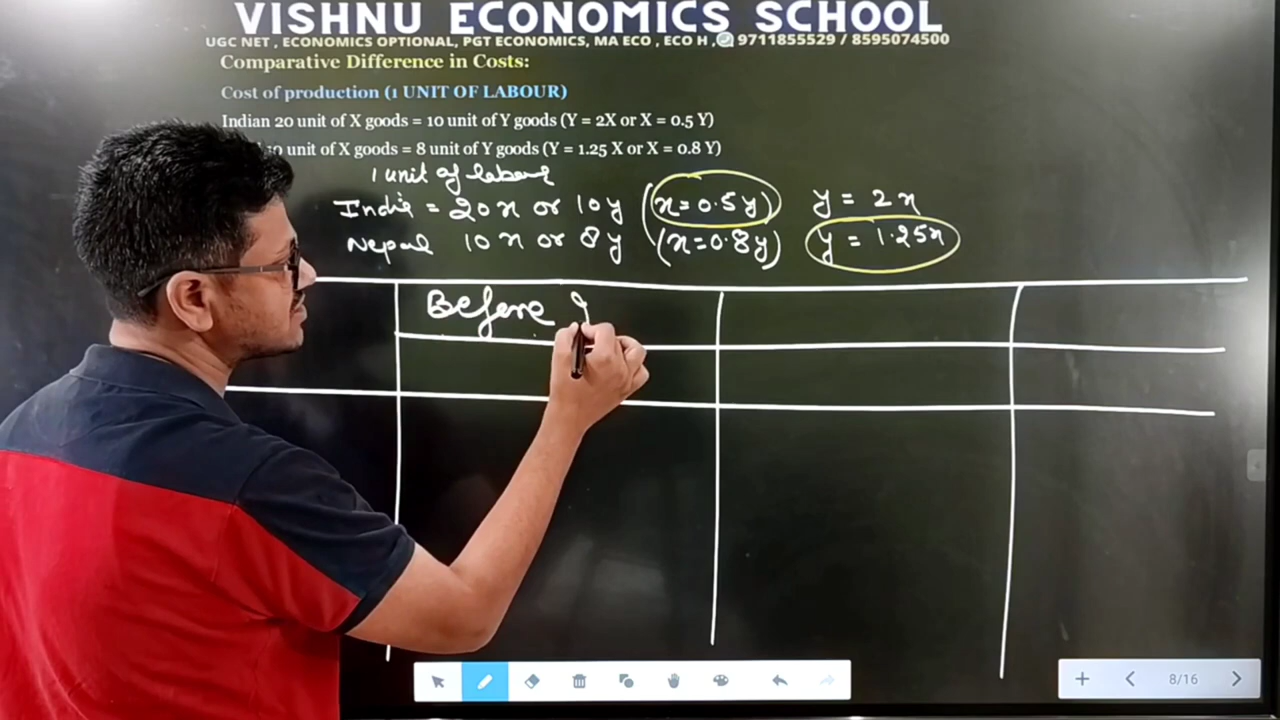 VISHNU ECONOMICS SCHOOL
UGC NET , ECONOMICS OPTIONAL, PGT ECONOMICS, MA ECO , ECO H , 9711855529 / 8595074500
Comparative Difference in Costs:
Cost of production (1 UNIT OF LABOUR)
Indian 20 unit of X goods = 10 unit of Y goods (Y = 2X or X = 0.5 Y)
unit of X goods = 8 unit of Y goods (Y = 1.25 X or X = 0.8 Y)
1 unit of labour
India = 20x or 10y (x=0.5y) y = 2x
Nepal 10x or 8y (x=0.8y) y = 1.25x
Before
8/16